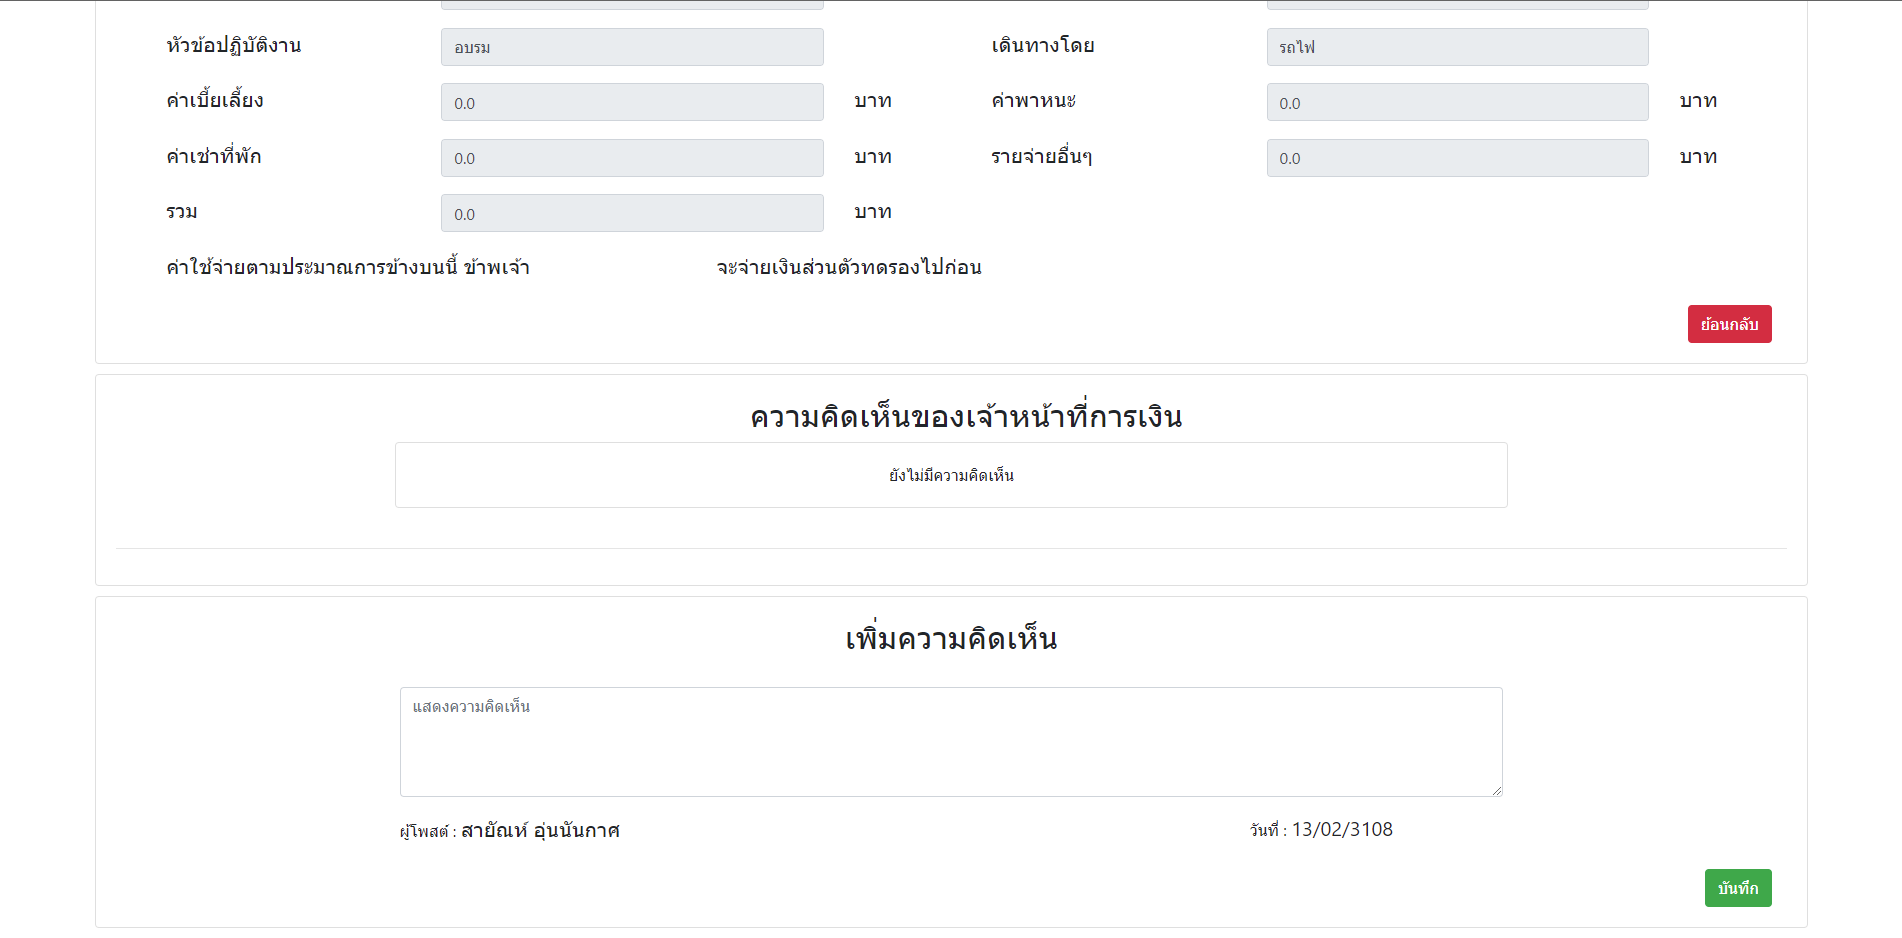 หัวข้อปฏิบัติงาน อบรม เดินทางโดย รถไฟ
ค่าเบี้ยเลี้ยง 0.0 บาท ค่าพาหนะ 0.0 บาท
ค่าเช่าที่พัก 0.0 บาท รายจ่ายอื่นๆ 0.0 บาท
รวม 0.0 บาท
ค่าใช้จ่ายตามประมาณการข้างบนนี้ ข้าพเจ้า จะจ่ายเงินส่วนตัวทดรองไปก่อน
ย้อนกลับ
ความคิดเห็นของเจ้าหน้าที่การเงิน
ยังไม่มีความคิดเห็น
เพิ่มความคิดเห็น
แสดงความคิดเห็น
ผู้โพสต์ : สายัณห์ อุ่นนันกาศ วันที่ : 13/02/3108
บันทึก